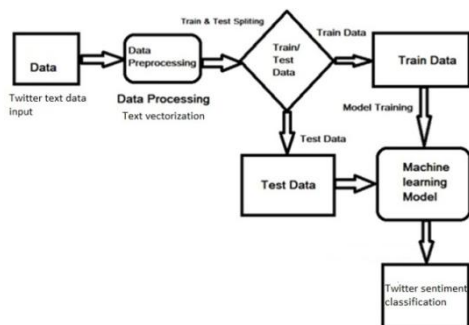 Train & Test Spliting
Data
Data
Preprocessing
Train/
Test
Data
Train Data
Train Data
Twitter text data
input
Data Processing
Text vectorization
Model Training
Test Data
Test Data
Machine
learning
Model
Twitter sentiment
classification